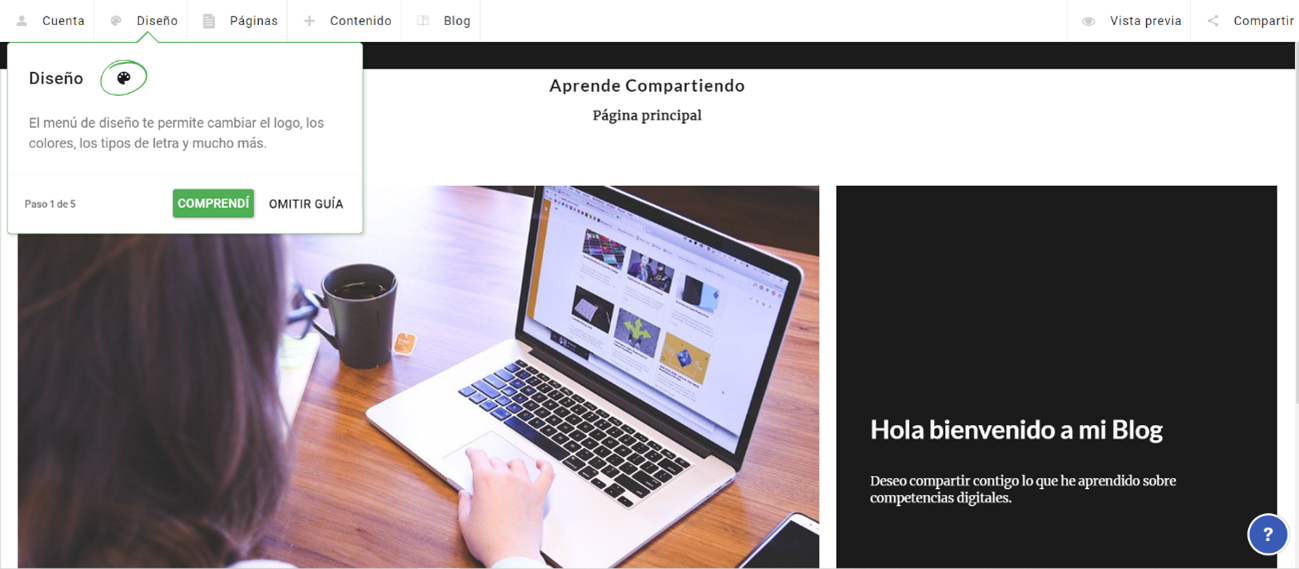 Cuenta
Diseño
Páginas
Contenido
Blog
Vista previa
Compartir
Diseño
El menú de diseño te permite cambiar el logo, los
colores, los tipos de letra y mucho más.
Paso 1 de 5
COMPRENDÍ
OMITIR GUÍA
Aprende Compartiendo
Página principal
Hola bienvenido a mi Blog
Deseo compartir contigo lo que he aprendido sobre
competencias digitales.
?